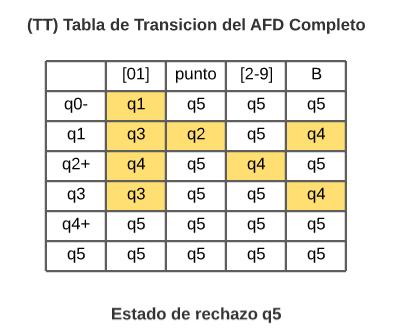 (TT) Tabla de Transicion del AFD Completo
[01] punto [2-9] B
q0- q1 q5 q5 q5
q1 q3 q2 q5 q4
q2+ q4 q5 q4 q5
q3 q3 q5 q5 q4
q4+ q5 q5 q5 q5
q5 q5 q5 q5 q5
Estado de rechazo q5